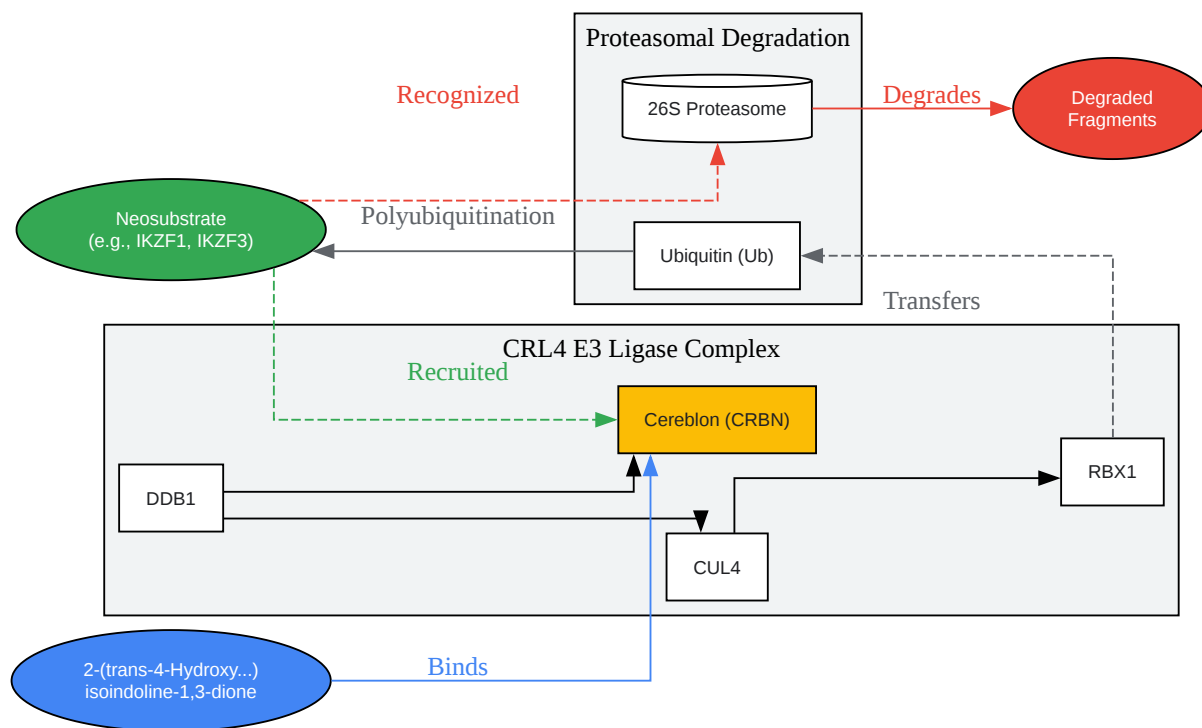 Proteasomal Degradation
Recognized
26S Proteasome
Degrades
Degraded
Fragments
Neosubstrate
(e.g., IKZF1, IKZF3)
Polyubiquitination
Ubiquitin (Ub)
Transfers
CRL4 E3 Ligase Complex
Recruited
Cereblon (CRBN)
DDB1
RBX1
CUL4
2-(trans-4-Hydroxy...)
isoindoline-1,3-dione
Binds